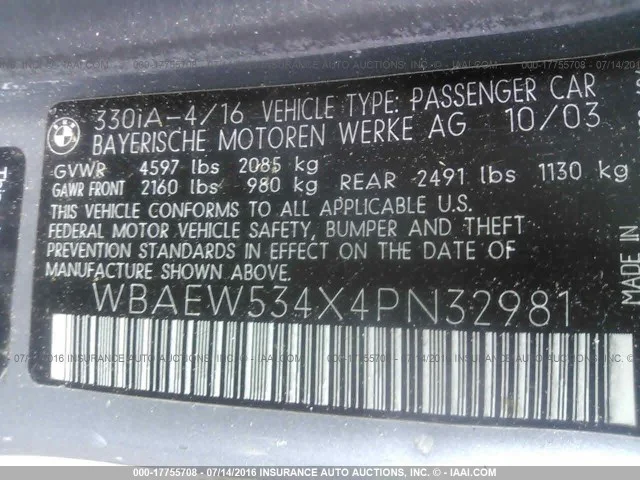 330iA-4/16 VEHICLE TYPE: PASSENGER CAR
BAYERISCHE MOTOREN WERKE AG 10/03
GVWR 4597 lbs 2085 kg
GAWR FRONT 2160 lbs 980 kg REAR 2491 lbs 1130 kg
THIS VEHICLE CONFORMS TO ALL APPLICABLE U.S.
FEDERAL MOTOR VEHICLE SAFETY, BUMPER AND THEFT
PREVENTION STANDARDS IN EFFECT ON THE DATE OF
MANUFACTURE SHOWN ABOVE.
WBAEW534X4PN32981
MADE IN
000-17755708 - 07/14/2016 - INSURANCE AUTO AUCTIONS - IAAI.COM